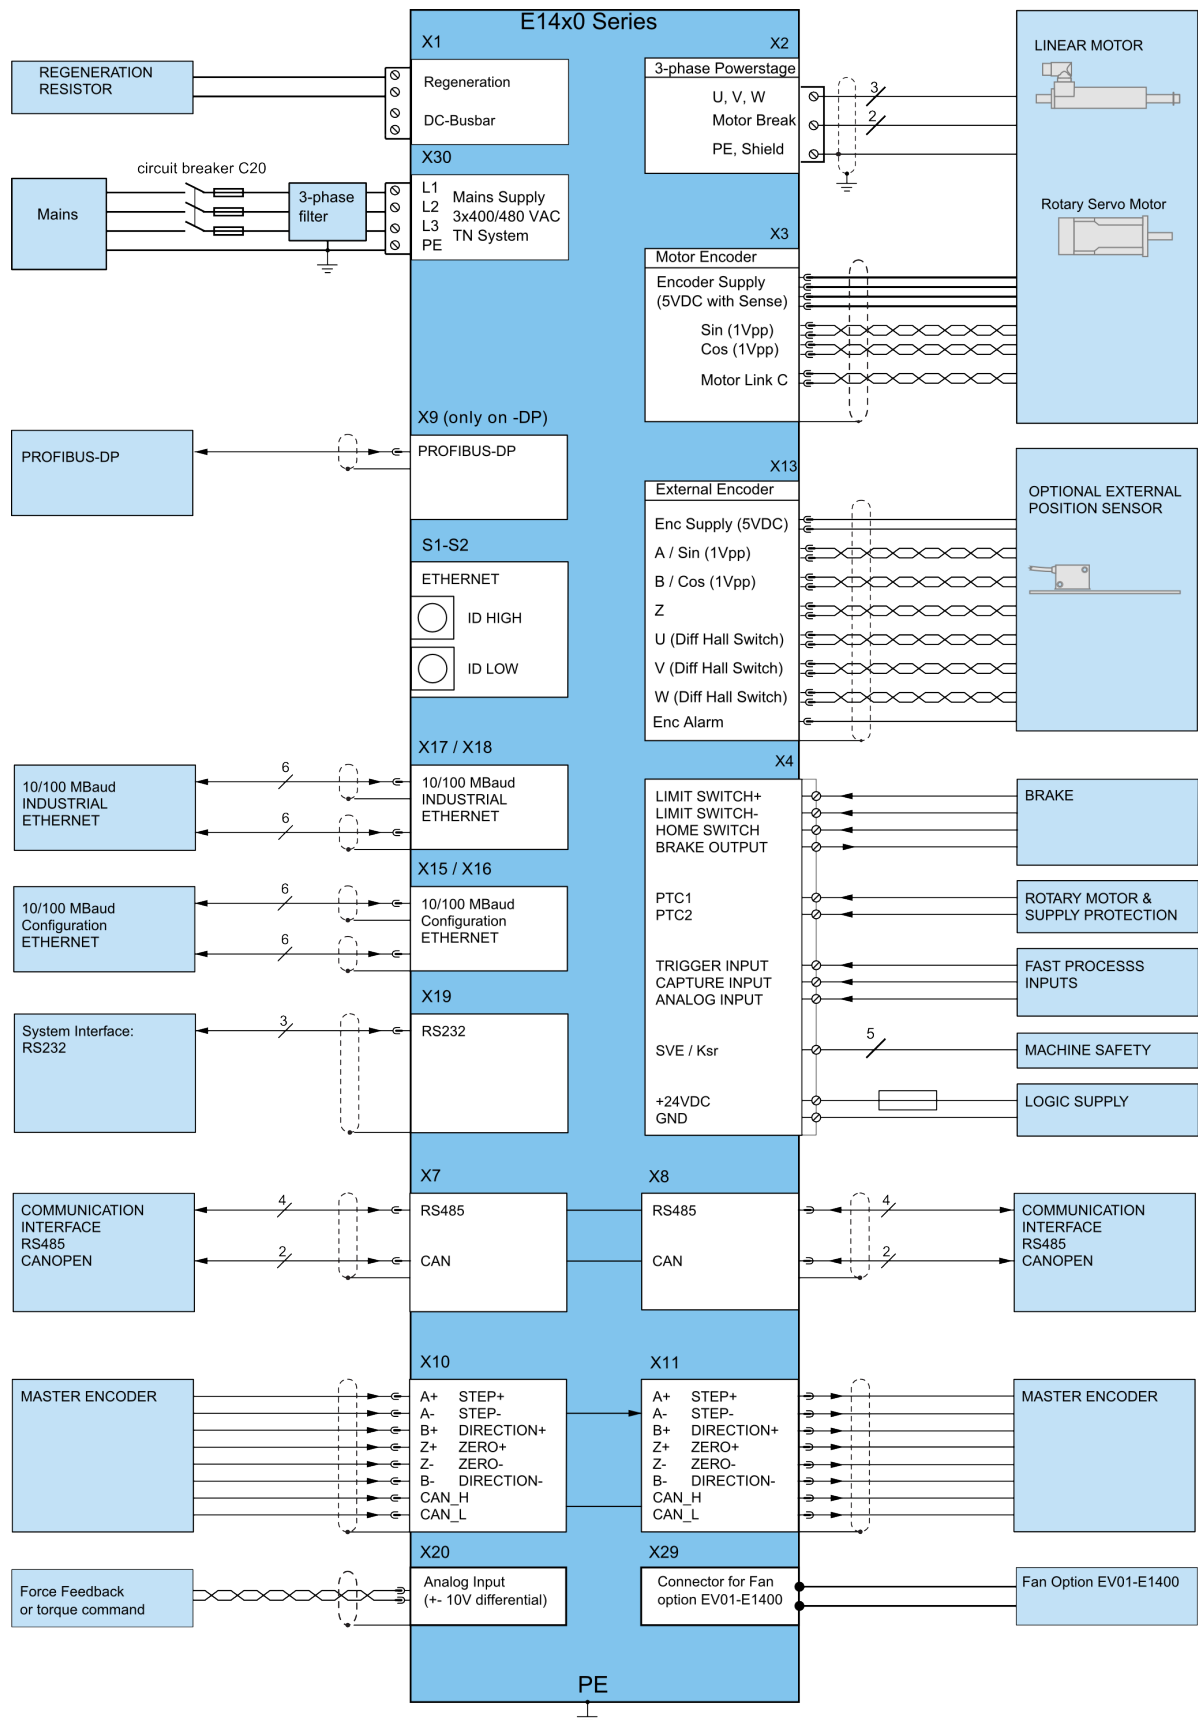 E14x0 Series
X1
REGENERATION
RESISTOR
Regeneration
DC-Busbar
X30
circuit breaker C20
Mains
3-phase
filter
L1
L2
L3
PE
Mains Supply
3x400/480 VAC
TN System
X9 (only on -DP)
PROFIBUS-DP
PROFIBUS-DP
S1-S2
ETHERNET
ID HIGH
ID LOW
X17 / X18
10/100 MBaud
INDUSTRIAL
ETHERNET
6
6
10/100 MBaud
INDUSTRIAL
ETHERNET
X15 / X16
10/100 MBaud
Configuration
ETHERNET
6
6
10/100 MBaud
Configuration
ETHERNET
X19
System Interface:
RS232
3
RS232
X7
COMMUNICATION
INTERFACE
RS485
CANOPEN
4
2
RS485
CAN
X10
MASTER ENCODER
A+ STEP+
A- STEP-
B+ DIRECTION+
Z+ ZERO+
Z- ZERO-
B- DIRECTION-
CAN_H
CAN_L
X20
Force Feedback
or torque command
Analog Input
(+- 10V differential)
X2
3-phase Powerstage
U, V, W
Motor Break
PE, Shield
3
2
LINEAR MOTOR
Rotary Servo Motor
X3
Motor Encoder
Encoder Supply
(5VDC with Sense)
Sin (1Vpp)
Cos (1Vpp)
Motor Link C
X13
External Encoder
Enc Supply (5VDC)
A / Sin (1Vpp)
B / Cos (1Vpp)
Z
U (Diff Hall Switch)
V (Diff Hall Switch)
W (Diff Hall Switch)
Enc Alarm
OPTIONAL EXTERNAL
POSITION SENSOR
X4
LIMIT SWITCH+
LIMIT SWITCH-
HOME SWITCH
BRAKE OUTPUT
BRAKE
PTC1
PTC2
ROTARY MOTOR &
SUPPLY PROTECTION
TRIGGER INPUT
CAPTURE INPUT
ANALOG INPUT
FAST PROCESSS
INPUTS
SVE / Ksr
5
MACHINE SAFETY
+24VDC
GND
LOGIC SUPPLY
X8
RS485
CAN
4
2
COMMUNICATION
INTERFACE
RS485
CANOPEN
X11
A+ STEP+
A- STEP-
B+ DIRECTION+
Z+ ZERO+
Z- ZERO-
B- DIRECTION-
CAN_H
CAN_L
MASTER ENCODER
X29
Connector for Fan
option EV01-E1400
Fan Option EV01-E1400
PE